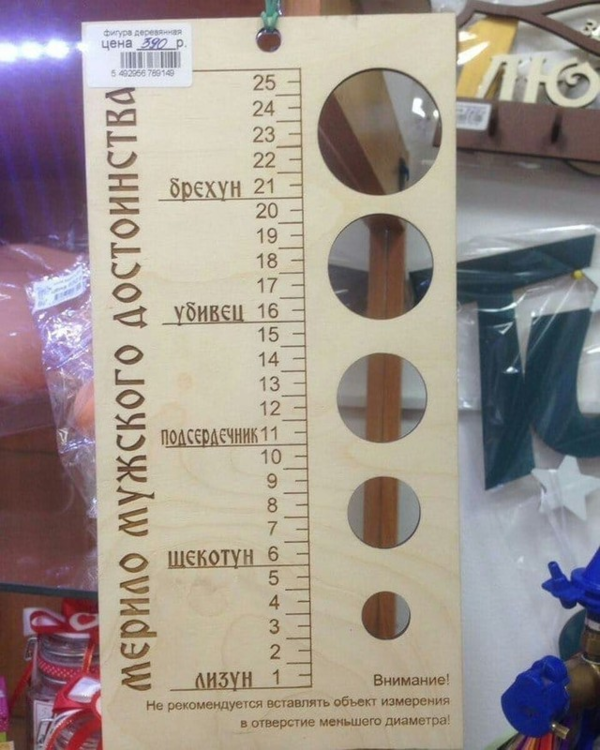 фигура деревянная
цена 390 р.
5 492956 789149
МЕРИЛО МУЖСКОГО ДОСТОИНСТВА
25
24
23
22
БРЕХУН 21
20
19
18
17
УБИВЕЦ 16
15
14
13
12
ПОДСЕРДЕЧНИК 11
10
9
8
7
ЩЕКОТУН 6
5
4
3
2
ЛИЗУН 1
Внимание!
Не рекомендуется вставлять объект измерения
в отверстие меньшего диаметра!
ЛЮ